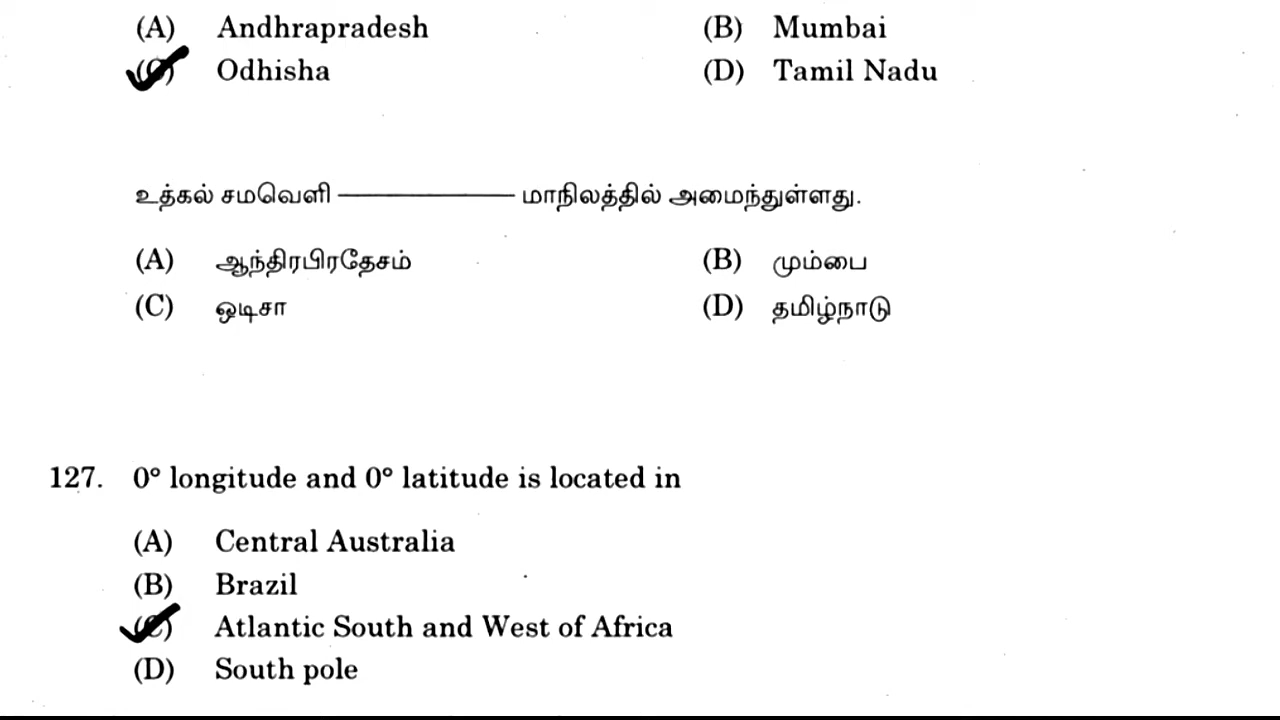 (A) Andhrapradesh (B) Mumbai
(C) Odhisha (D) Tamil Nadu
உத்கல் சமவெளி ————— மாநிலத்தில் அமைந்துள்ளது.
(A) ஆந்திரபிரதேசம் (B) மும்பை
(C) ஒடிசா (D) தமிழ்நாடு
127. 0° longitude and 0° latitude is located in
(A) Central Australia
(B) Brazil
(C) Atlantic South and West of Africa
(D) South pole